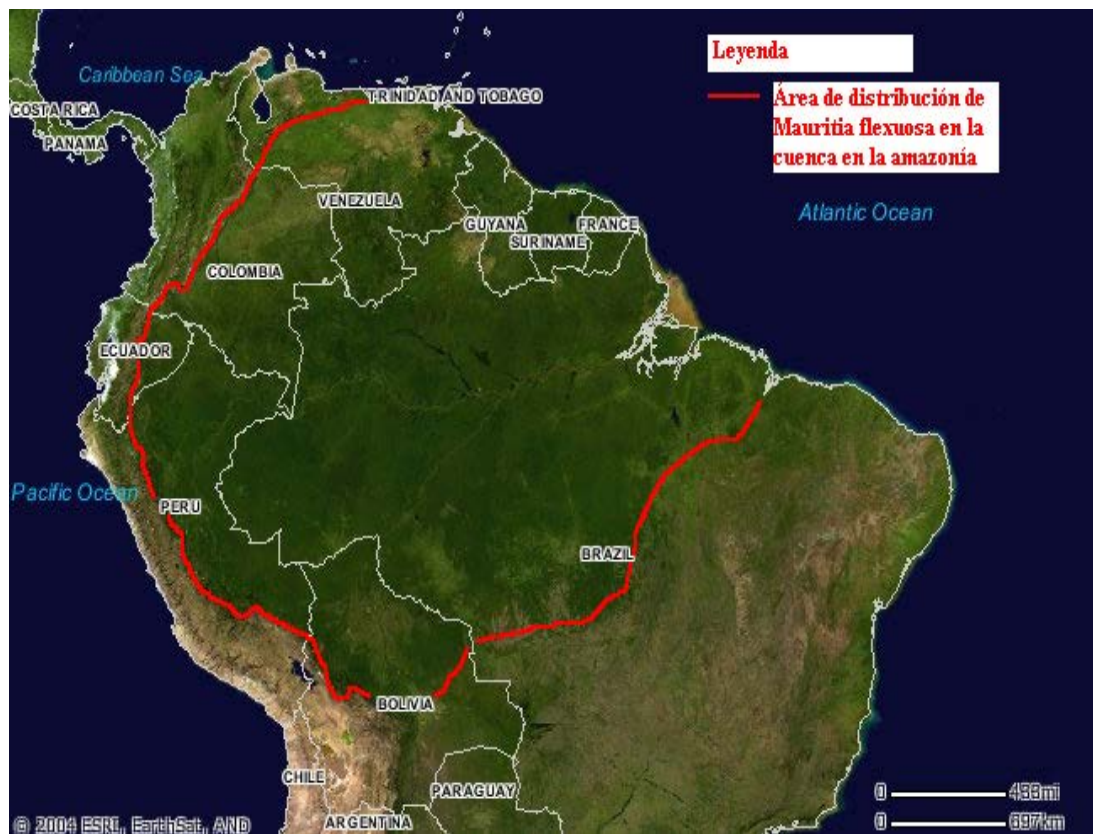 Leyenda
Área de distribución de
Mauritia flexuosa en la
cuenca en la amazonía
Caribbean Sea
TRINIDAD AND TOBAGO
COSTA RICA
PANAMA
VENEZUELA
GUYANA
FRANCE
SURINAME
Atlantic Ocean
COLOMBIA
ECUADOR
Pacific Ocean
PERU
BRAZIL
BOLIVIA
CHILE
PARAGUAY
ARGENTINA
0 433mi
0 697km
© 2004 ESRI, EarthSat, AND